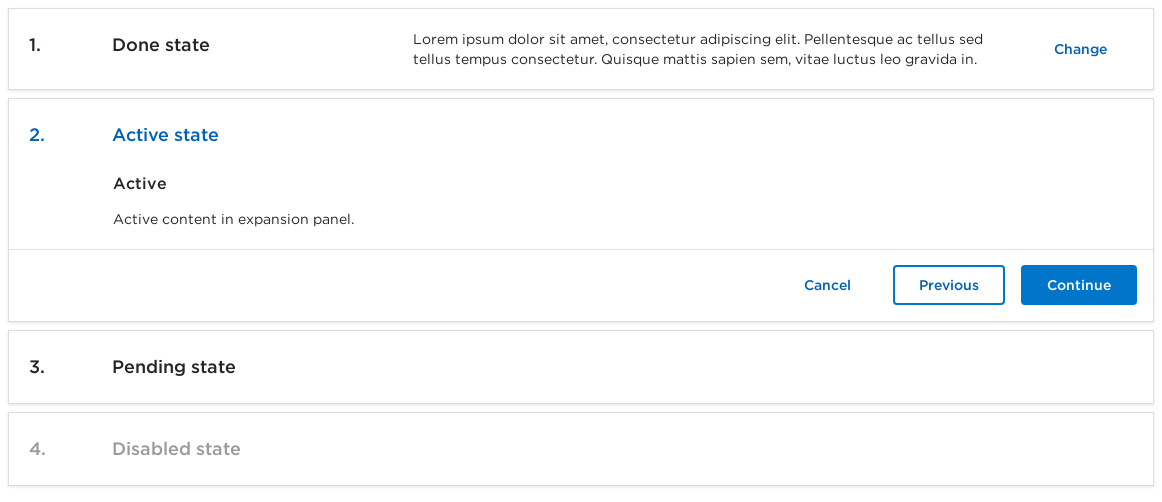 1. Done state Lorem ipsum dolor sit amet, consectetur adipiscing elit. Pellentesque ac tellus sed
tellus tempus consectetur. Quisque mattis sapien sem, vitae luctus leo gravida in.
Change
2. Active state
Active
Active content in expansion panel.
Cancel Previous Continue
3. Pending state
4. Disabled state